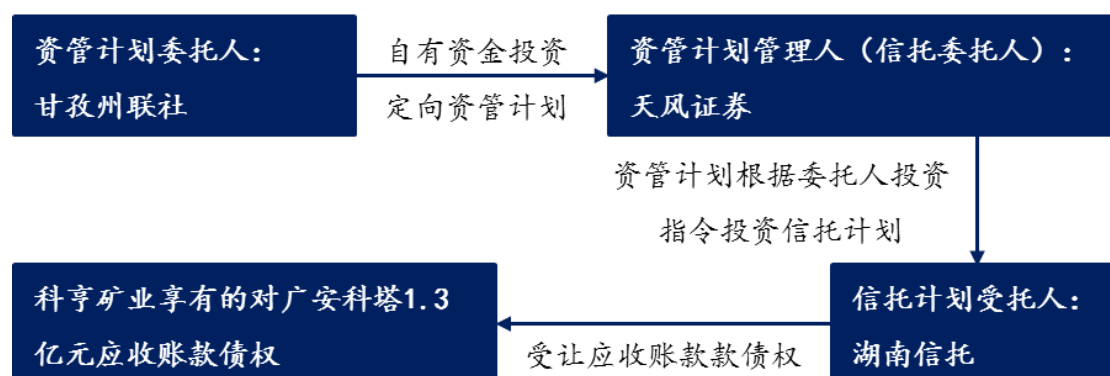 资管计划委托人：
甘孜州联社
自有资金投资
定向资管计划
资管计划管理人（信托委托人）：
天风证券
资管计划根据委托人投资
指令投资信托计划
信托计划受托人：
湖南信托
受让应收账款款债权
科亨矿业享有的对广安科塔1.3
亿元应收账款债权